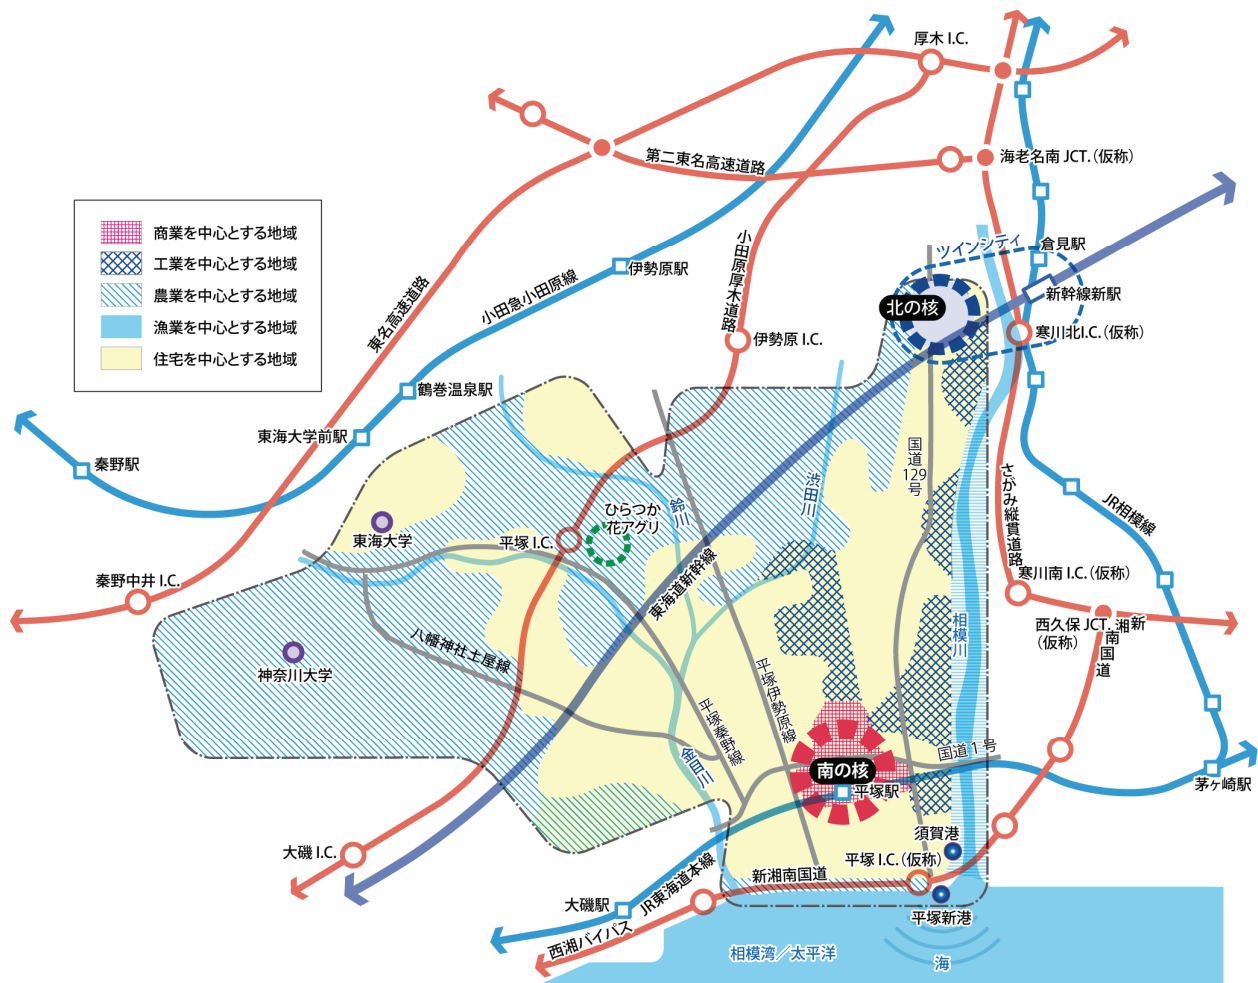 厚木 I.C.
第二東名高速道路
海老名南 JCT.(仮称)
商業を中心とする地域
工業を中心とする地域
農業を中心とする地域
漁業を中心とする地域
住宅を中心とする地域
小田原厚木道路
ツインシティ
倉見駅
伊勢原駅
小田急小田原線
東名高速道路
新幹線新駅
北の核
寒川北I.C.(仮称)
伊勢原 I.C.
鶴巻温泉駅
東海大学前駅
秦野駅
国道129号
渋田川
さがみ縦貫道路
JR相模線
鈴川
ひらつか
花アグリ
東海大学
平塚 I.C.
東海道新幹線
秦野中井 I.C.
寒川南 I.C.(仮称)
西久保 JCT.
(仮称)
新湘南国道
相模川
八幡神社土屋線
神奈川大学
平塚伊勢原線
平塚秦野線
金目川
国道1号
南の核
平塚駅
茅ヶ崎駅
須賀港
大磯 I.C.
平塚 I.C.(仮称)
新湘南国道
JR東海道本線
大磯駅
平塚新港
西湘バイパス
相模湾／太平洋
海